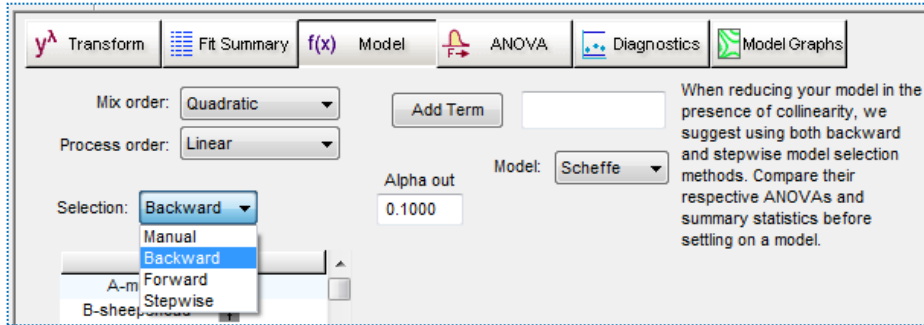 yλ Transform
Fit Summary
f(x) Model
F ANOVA
Diagnostics
Model Graphs
Mix order: Quadratic
Process order: Linear
Add Term
Model: Scheffe
Selection: Backward
Alpha out
0.1000
Manual
Backward
Forward
Stepwise
A-m
B-sheepshead
When reducing your model in the
presence of collinearity, we
suggest using both backward
and stepwise model selection
methods. Compare their
respective ANOVAs and
summary statistics before
settling on a model.